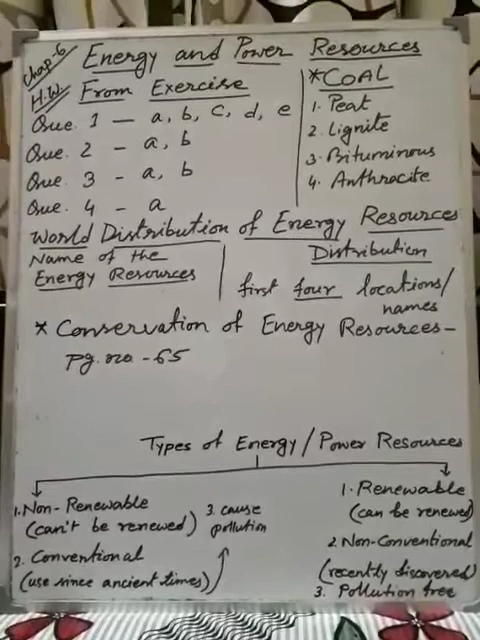 Chap. 6
Energy and Power Resources
H.W. From Exercise
Que. 1 — a, b, c, d, e
Que. 2 - a, b
Que. 3 - a, b
Que. 4 - a
*COAL
1. Peat
2. Lignite
3. Bituminous
4. Anthracite
World Distribution of Energy Resources
Name of the
Energy Resources
Distribution
first four locations/
names
* Conservation of Energy Resources-
Pg. no. -65
Types of Energy/Power Resources
1. Non-Renewable
(can't be renewed)
2. Conventional
(use since ancient times)
3. cause
pollution
1. Renewable
(can be renewed)
2. Non-Conventional
(recently discovered)
3. Pollution free